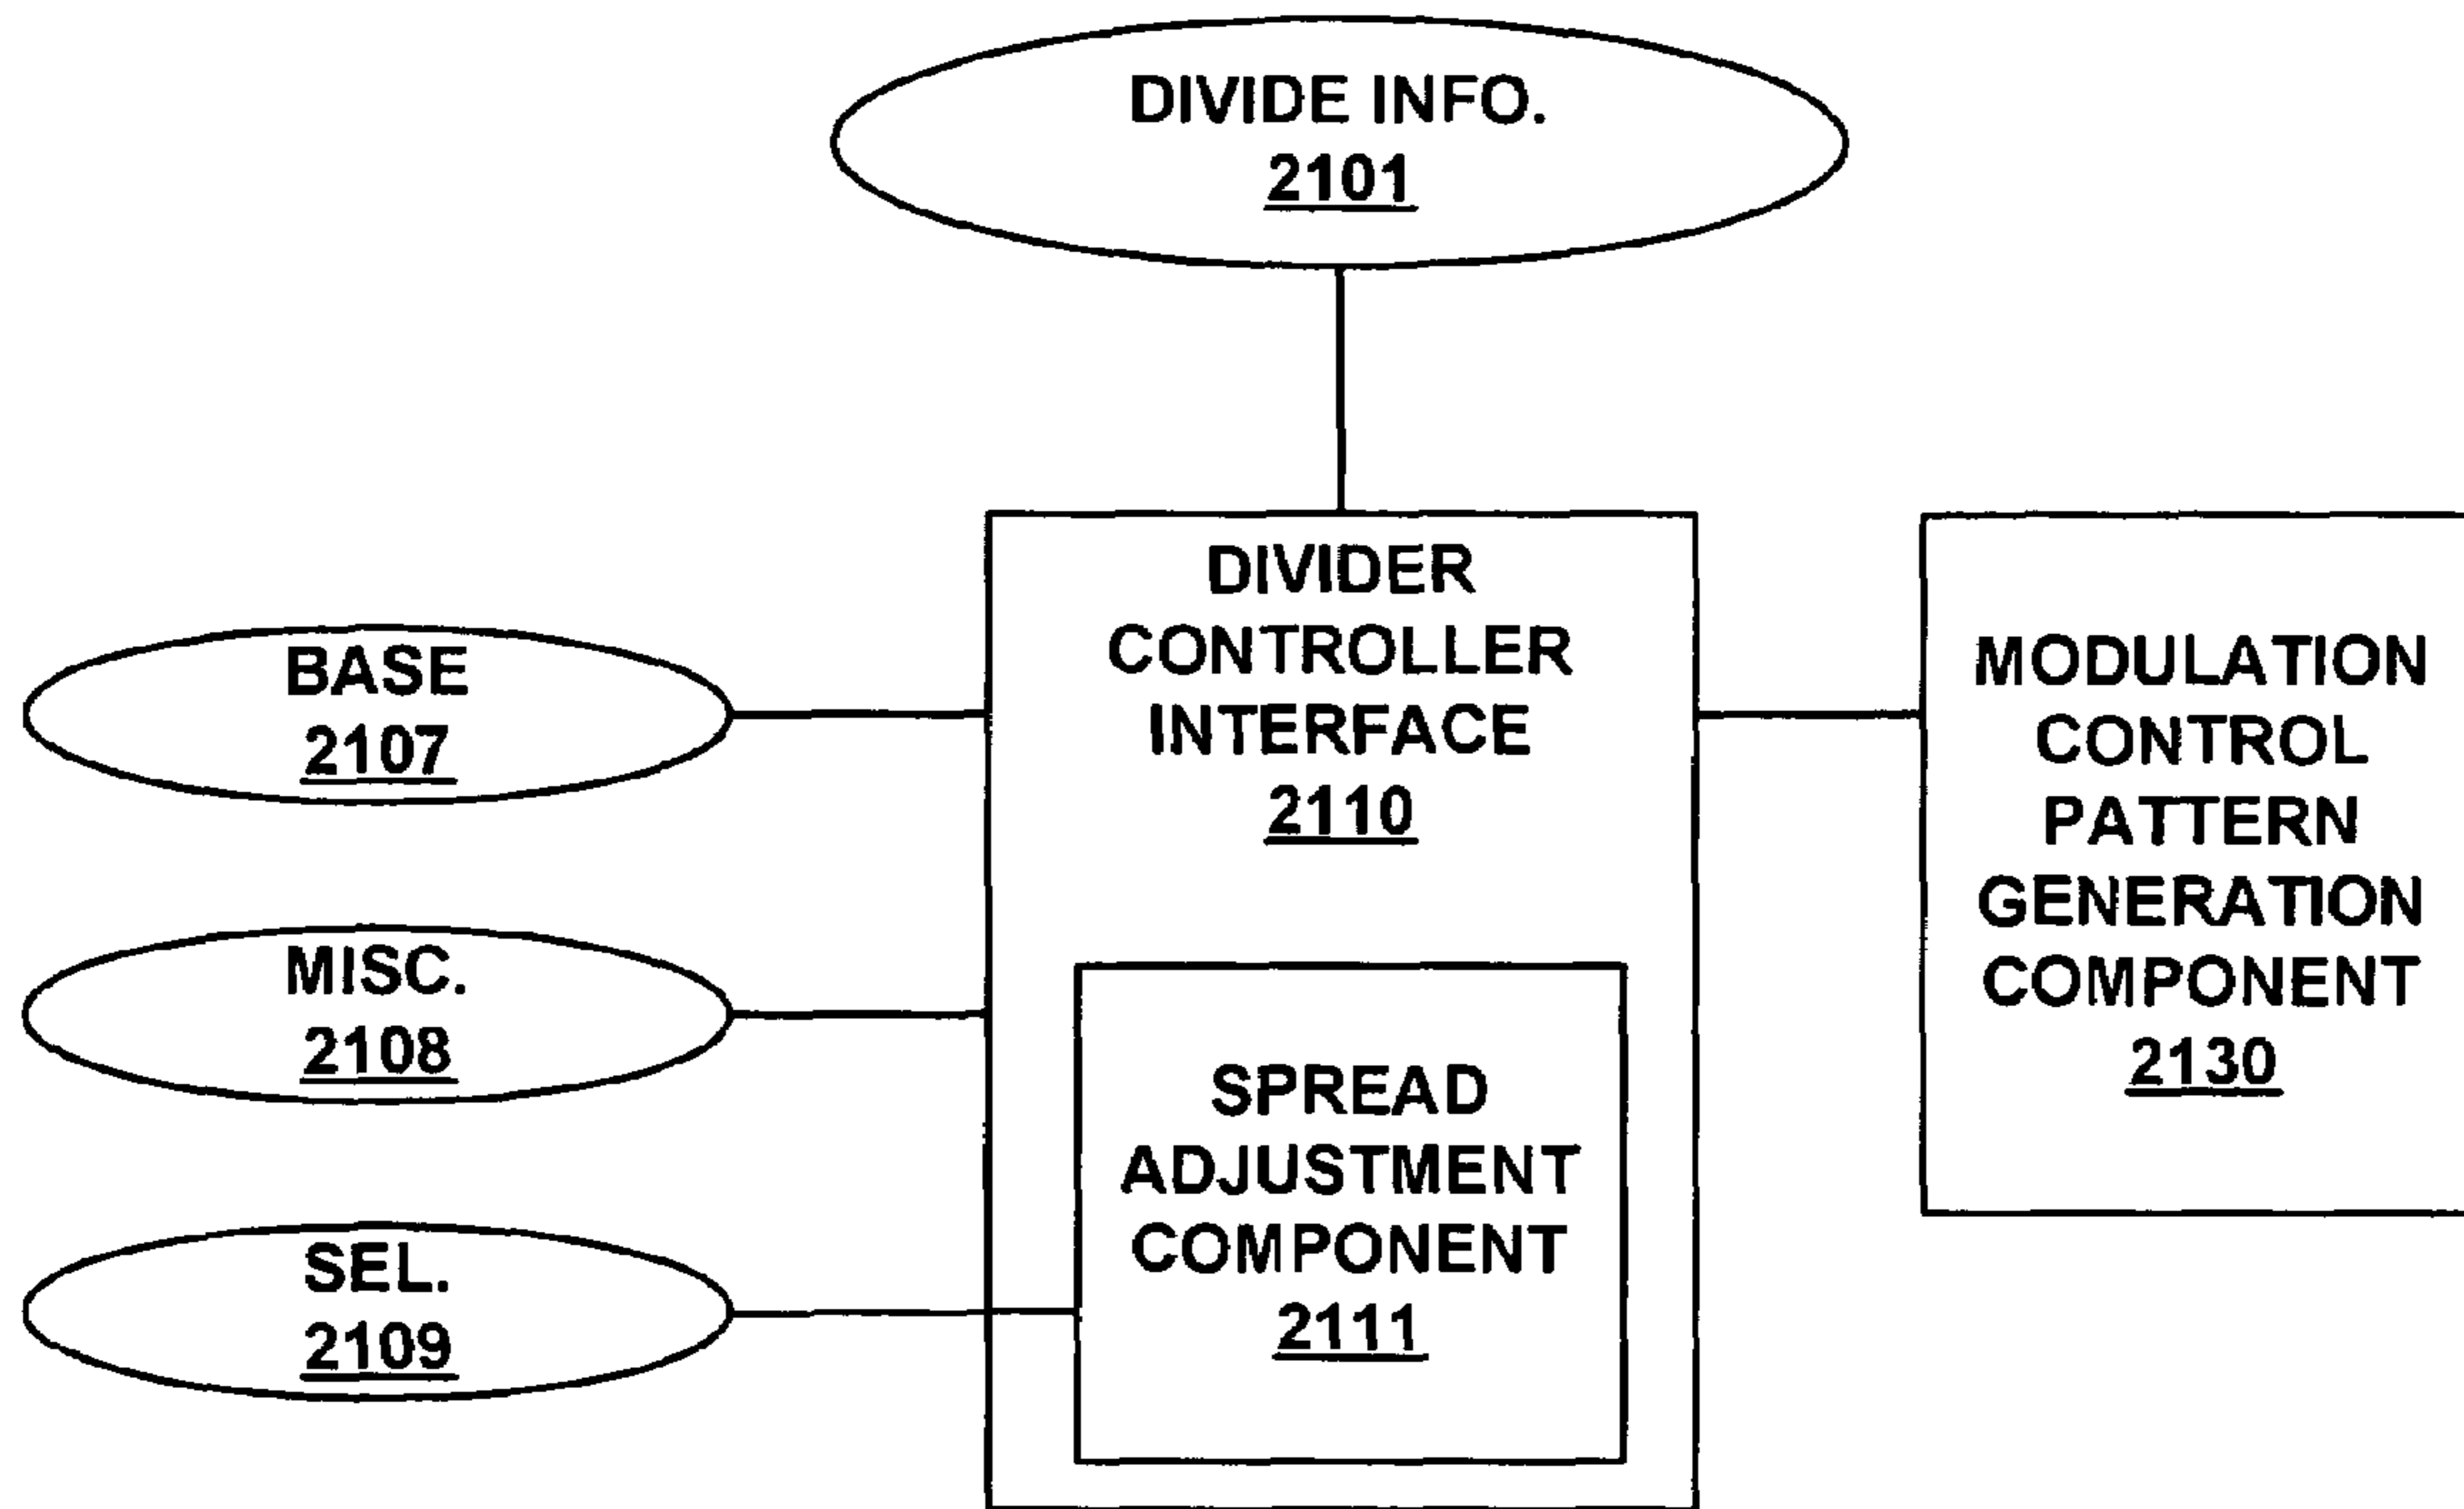 DIVIDE INFO.
2101
BASE
2107
MISC.
2108
SEL.
2109
DIVIDER
CONTROLLER
INTERFACE
2110
SPREAD
ADJUSTMENT
COMPONENT
2111
MODULATION
CONTROL
PATTERN
GENERATION
COMPONENT
2130